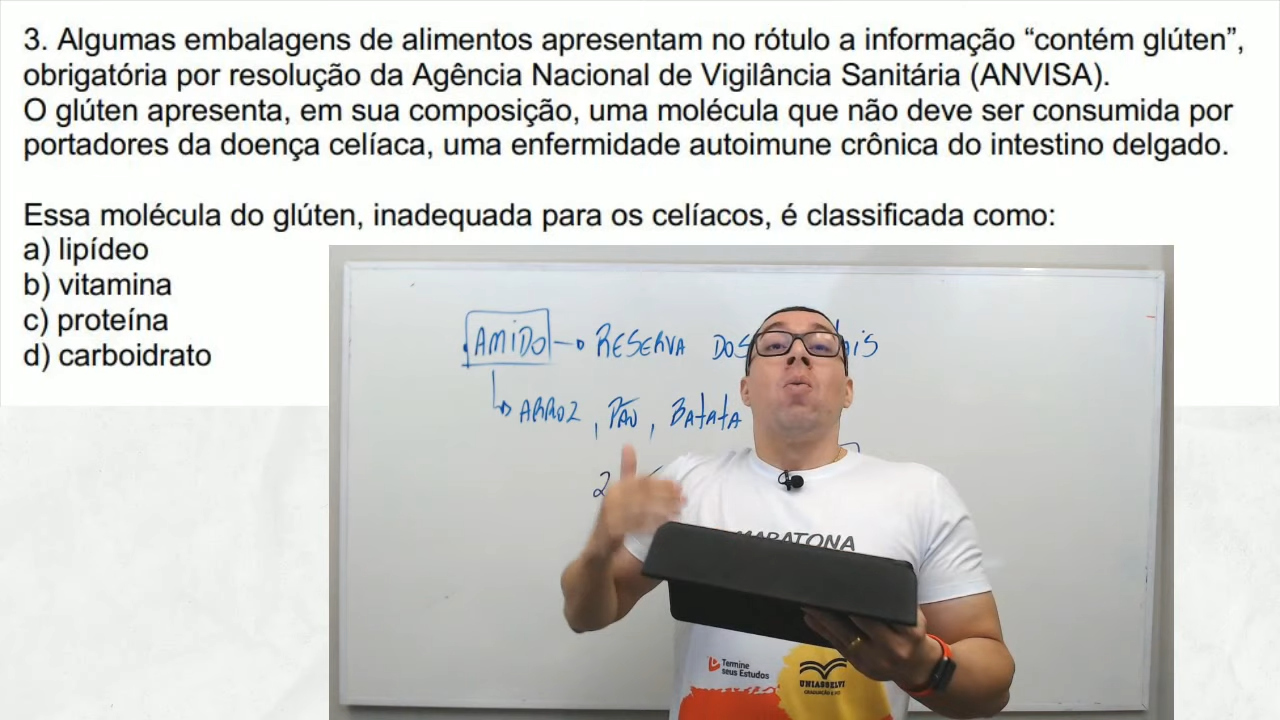 3. Algumas embalagens de alimentos apresentam no rótulo a informação “contém glúten”,
obrigatória por resolução da Agência Nacional de Vigilância Sanitária (ANVISA).
O glúten apresenta, em sua composição, uma molécula que não deve ser consumida por
portadores da doença celíaca, uma enfermidade autoimune crônica do intestino delgado.
Essa molécula do glúten, inadequada para os celíacos, é classificada como:
a) lipídeo
b) vitamina
c) proteína
d) carboidrato
AMIDO → RESERVA DOS
ARROZ, PÃO, BATATA
2
MARATONA
Termine
seus Estudos
UNIASSELVI
GRADUAÇÃO E PÓS